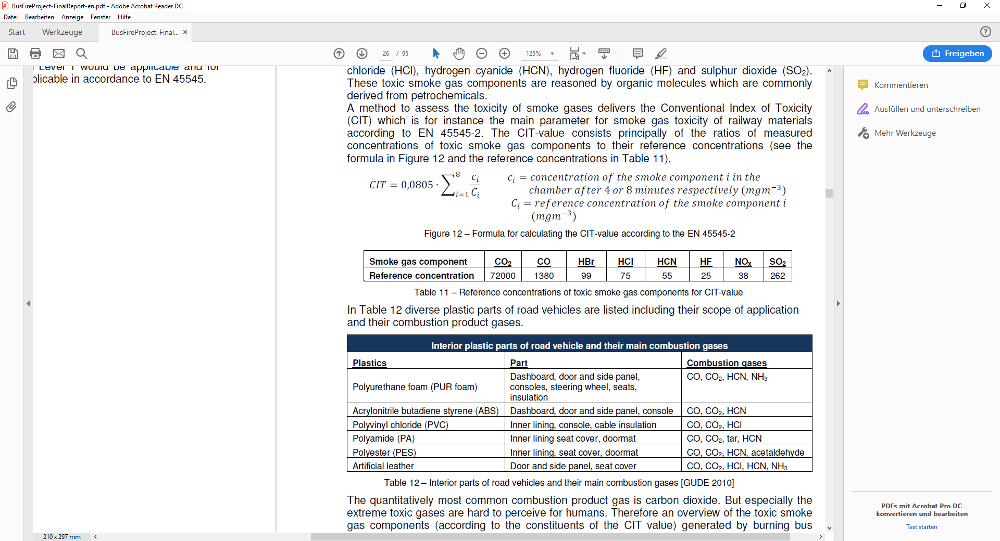 BusFireProject-FinalReport-en.pdf - Adobe Acrobat Reader DC
Datei Bearbeiten Anzeige Fenster Hilfe
Start Werkzeuge BusFireProject-Final... ×
26 / 95 125% Freigeben
Level 1 would be applicable and for
plicable in accordance to EN 45545.
chloride (HCl), hydrogen cyanide (HCN), hydrogen fluoride (HF) and sulphur dioxide (SO₂).
These toxic smoke gas components are reasoned by organic molecules which are commonly
derived from petrochemicals.
A method to assess the toxicity of smoke gases delivers the Conventional Index of Toxicity
(CIT) which is for instance the main parameter for smoke gas toxicity of railway materials
according to EN 45545-2. The CIT-value consists principally of the ratios of measured
concentrations of toxic smoke gas components to their reference concentrations (see the
formula in Figure 12 and the reference concentrations in Table 11).
CIT = 0,0805 · ∑ᵢ₌₁⁸ cᵢ/Cᵢ
cᵢ = concentration of the smoke component i in the
chamber after 4 or 8 minutes respectively (mgm⁻³)
Cᵢ = reference concentration of the smoke component i
(mgm⁻³)
Figure 12 – Formula for calculating the CIT-value according to the EN 45545-2
Smoke gas component CO₂ CO HBr HCl HCN HF NOₓ SO₂
Reference concentration 72000 1380 99 75 55 25 38 262
Table 11 – Reference concentrations of toxic smoke gas components for CIT-value
In Table 12 diverse plastic parts of road vehicles are listed including their scope of application
and their combustion product gases.
Interior plastic parts of road vehicle and their main combustion gases
Plastics Part Combustion gases
Polyurethane foam (PUR foam) Dashboard, door and side panel, CO, CO₂, HCN, NH₃
consoles, steering wheel, seats,
insulation
Acrylonitrile butadiene styrene (ABS) Dashboard, door and side panel, console CO, CO₂, HCN
Polyvinyl chloride (PVC) Inner lining, console, cable insulation CO, CO₂, HCl
Polyamide (PA) Inner lining seat cover, doormat CO, CO₂, tar, HCN
Polyester (PES) Inner lining, seat cover, doormat CO, CO₂, HCN, acetaldehyde
Artificial leather Door and side panel, seat cover CO, CO₂, HCl, HCN, NH₃
Table 12 – Interior parts of road vehicles and their main combustion gases [GUDE 2010]
The quantitatively most common combustion product gas is carbon dioxide. But especially the
extreme toxic gases are hard to perceive for humans. Therefore an overview of the toxic smoke
gas components (according to the constituents of the CIT value) generated by burning bus
210 x 297 mm
Kommentieren
Ausfüllen und unterschreiben
Mehr Werkzeuge
PDFs mit Acrobat Pro DC
konvertieren und bearbeiten
Test starten